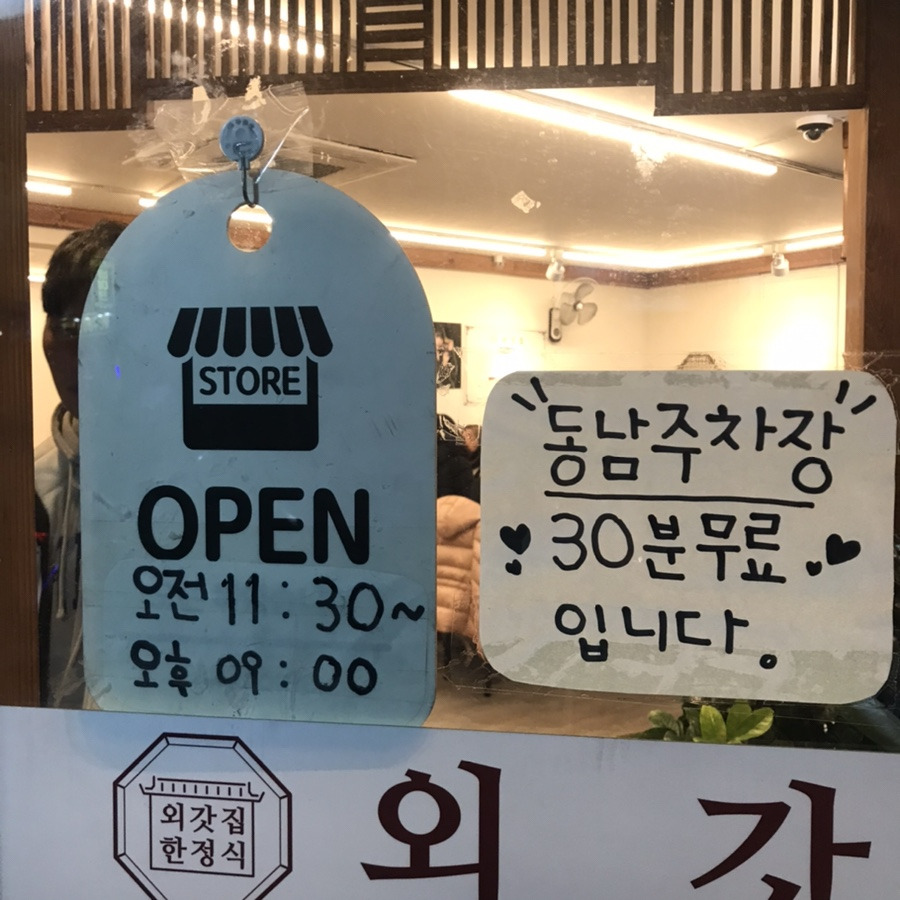 STORE
OPEN
오전 11 : 30 ~
오후 09 : 00
동남주차장
30분무료
입니다.
외갓집
한정식
외 갓